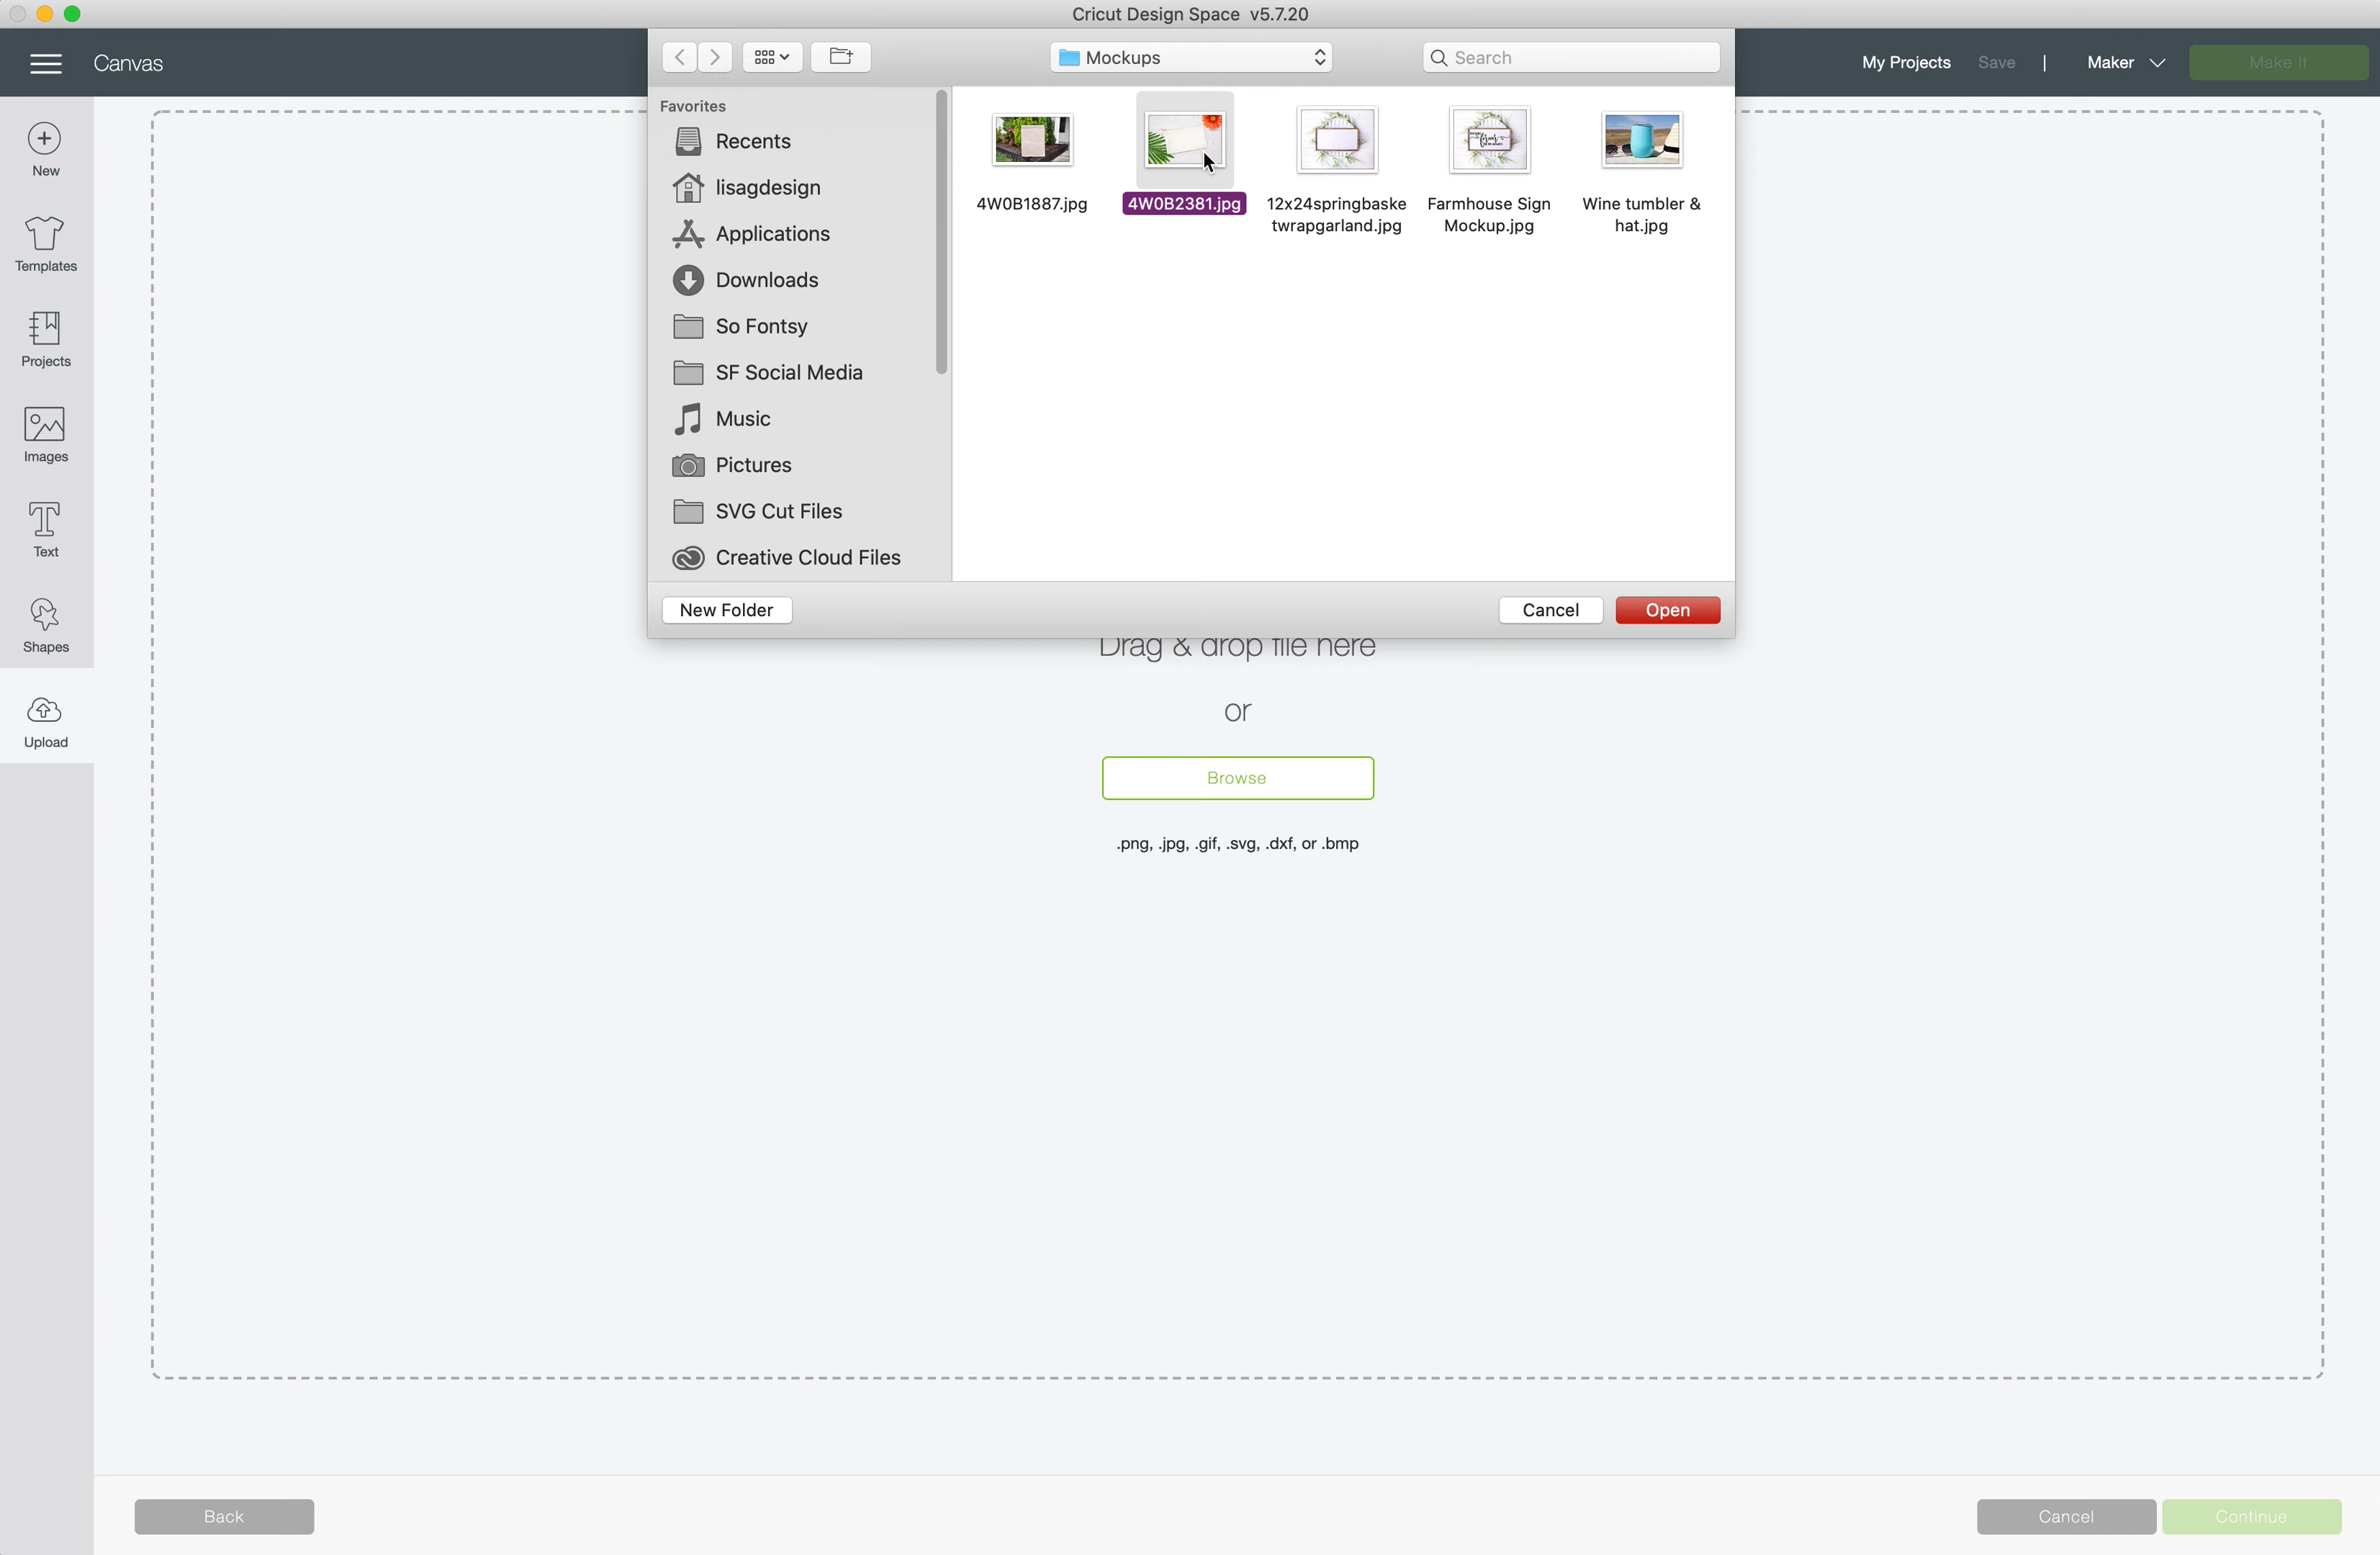 Cricut Design Space v5.7.20
Canvas
Mockups
Search
My Projects
Save
|
Maker
Make It
New
Templates
Projects
Images
Text
Shapes
Upload
Favorites
Recents
lisagdesign
Applications
Downloads
So Fontsy
SF Social Media
Music
Pictures
SVG Cut Files
Creative Cloud Files
4W0B1887.jpg
4W0B2381.jpg
12x24springbaske
twrapgarland.jpg
Farmhouse Sign
Mockup.jpg
Wine tumbler &
hat.jpg
New Folder
Cancel
Open
Drag & drop file here
or
Browse
.png, .jpg, .gif, .svg, .dxf, or .bmp
Back
Cancel
Continue